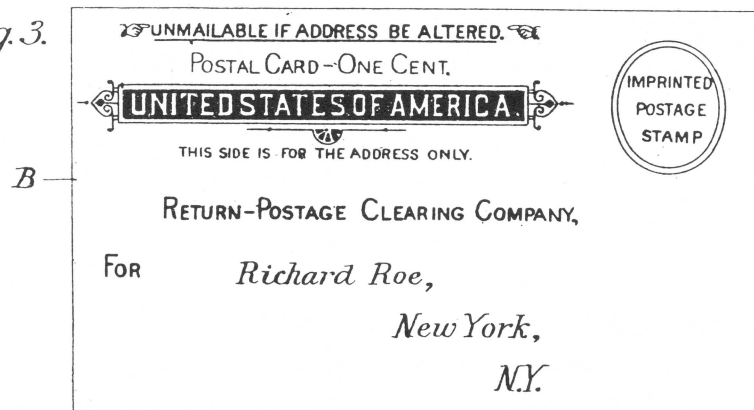 g. 3.
UNMAILABLE IF ADDRESS BE ALTERED.
POSTAL CARD-ONE CENT.
UNITED STATES OF AMERICA.
THIS SIDE IS FOR THE ADDRESS ONLY.
IMPRINTED
POSTAGE
STAMP
B
RETURN-POSTAGE CLEARING COMPANY,
FOR Richard Roe,
New York,
N.Y.